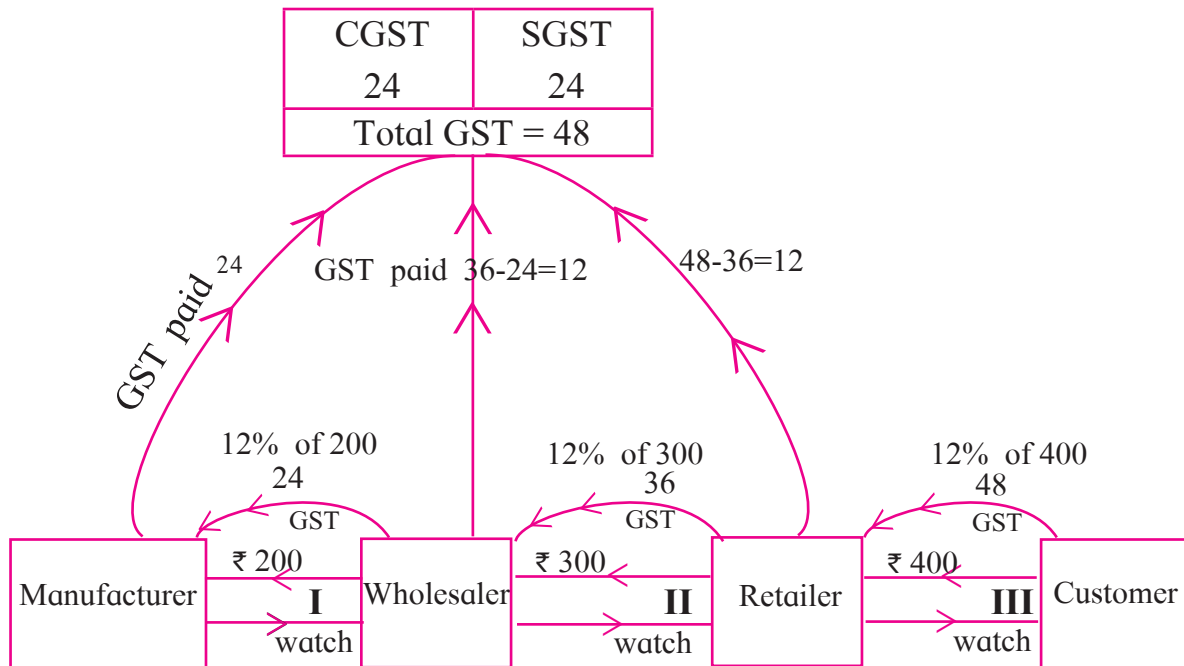 CGST SGST
24 24
Total GST = 48
GST paid 24
GST paid 36-24=12
48-36=12
12% of 200
24
GST
12% of 300
36
GST
12% of 400
48
GST
₹ 200
₹ 300
₹ 400
Manufacturer
I
Wholesaler
II
Retailer
III
Customer
watch
watch
watch